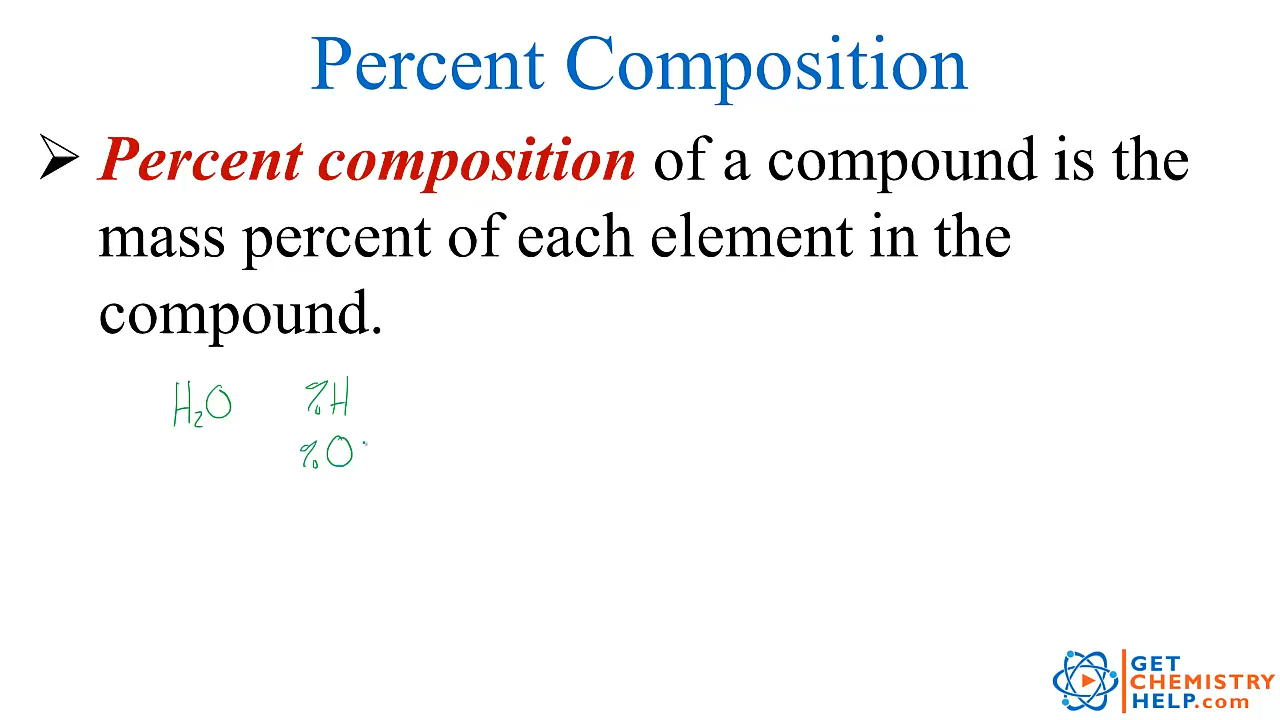 Percent Composition
➢ Percent composition of a compound is the
mass percent of each element in the
compound.
H₂O %H
%O
GET
CHEMISTRY
HELP.com